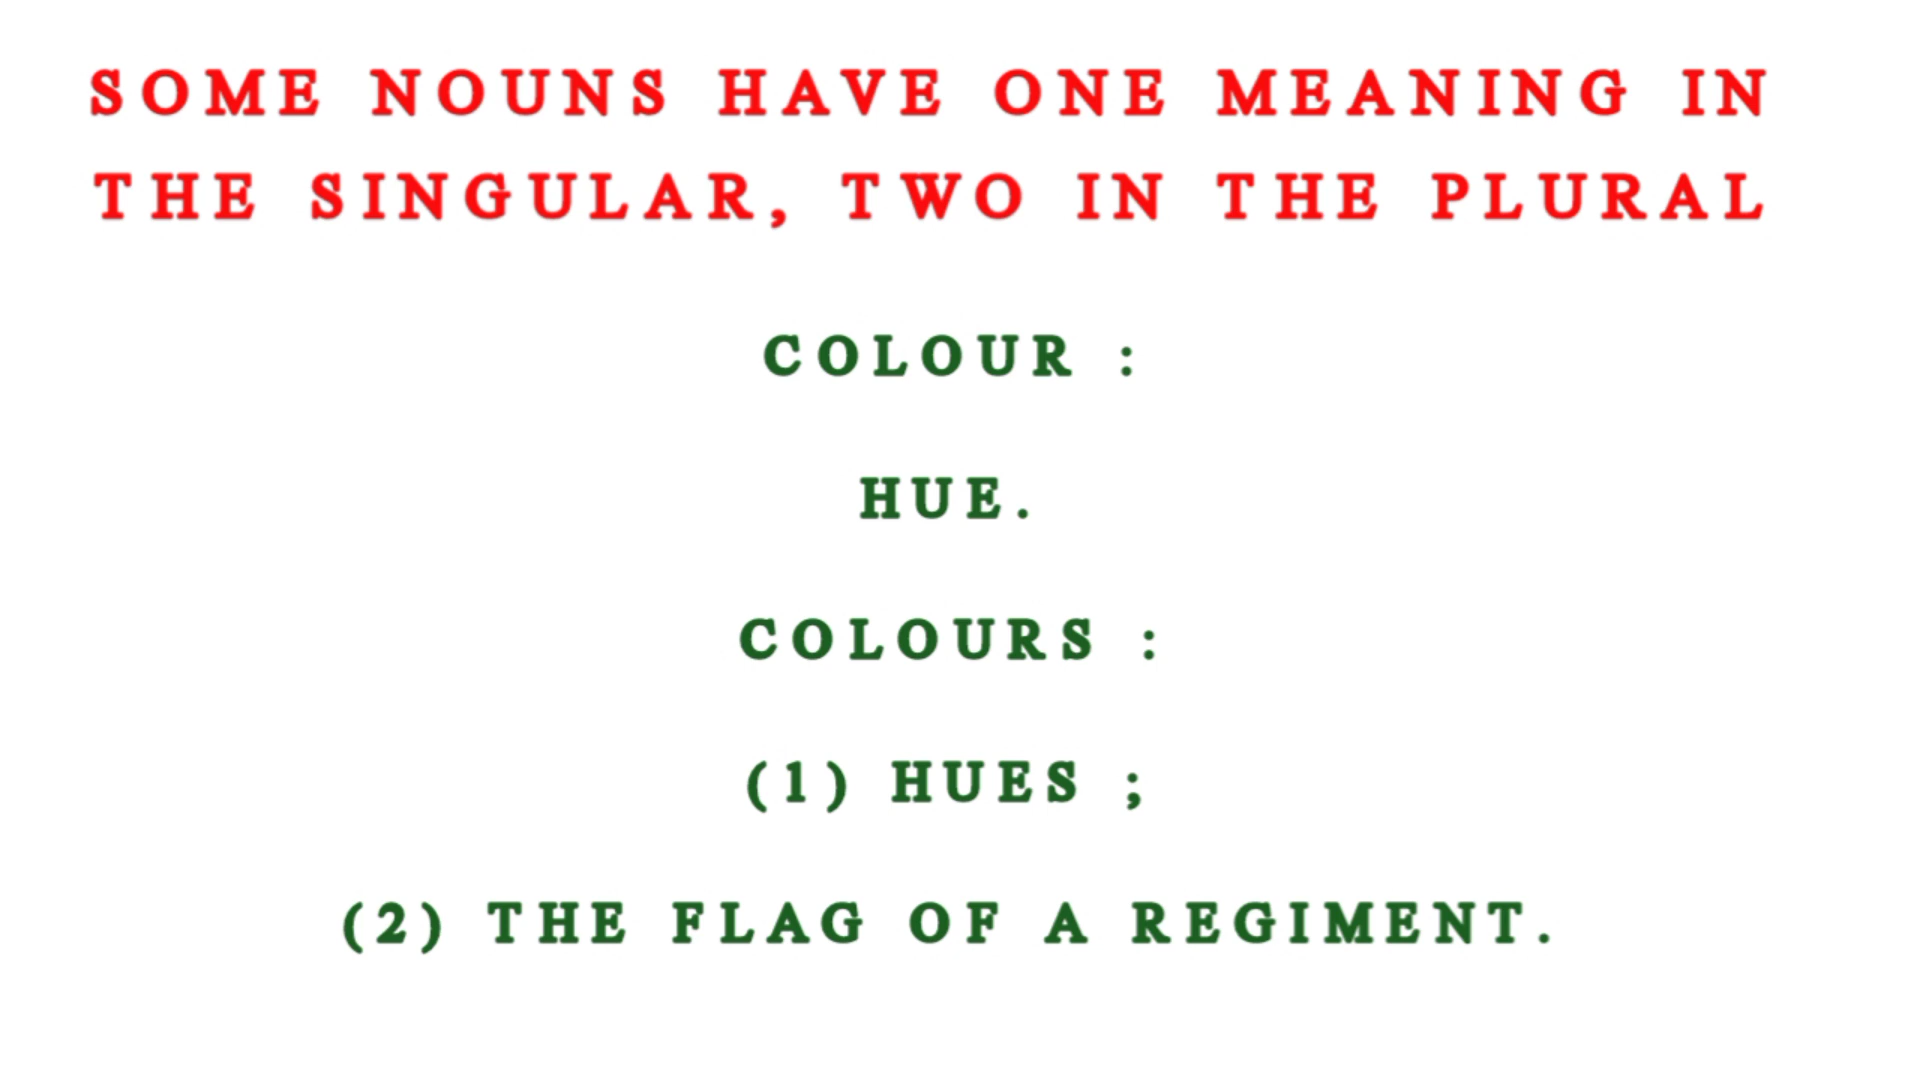 SOME NOUNS HAVE ONE MEANING IN
THE SINGULAR, TWO IN THE PLURAL
COLOUR :
HUE.
COLOURS :
(1) HUES ;
(2) THE FLAG OF A REGIMENT.